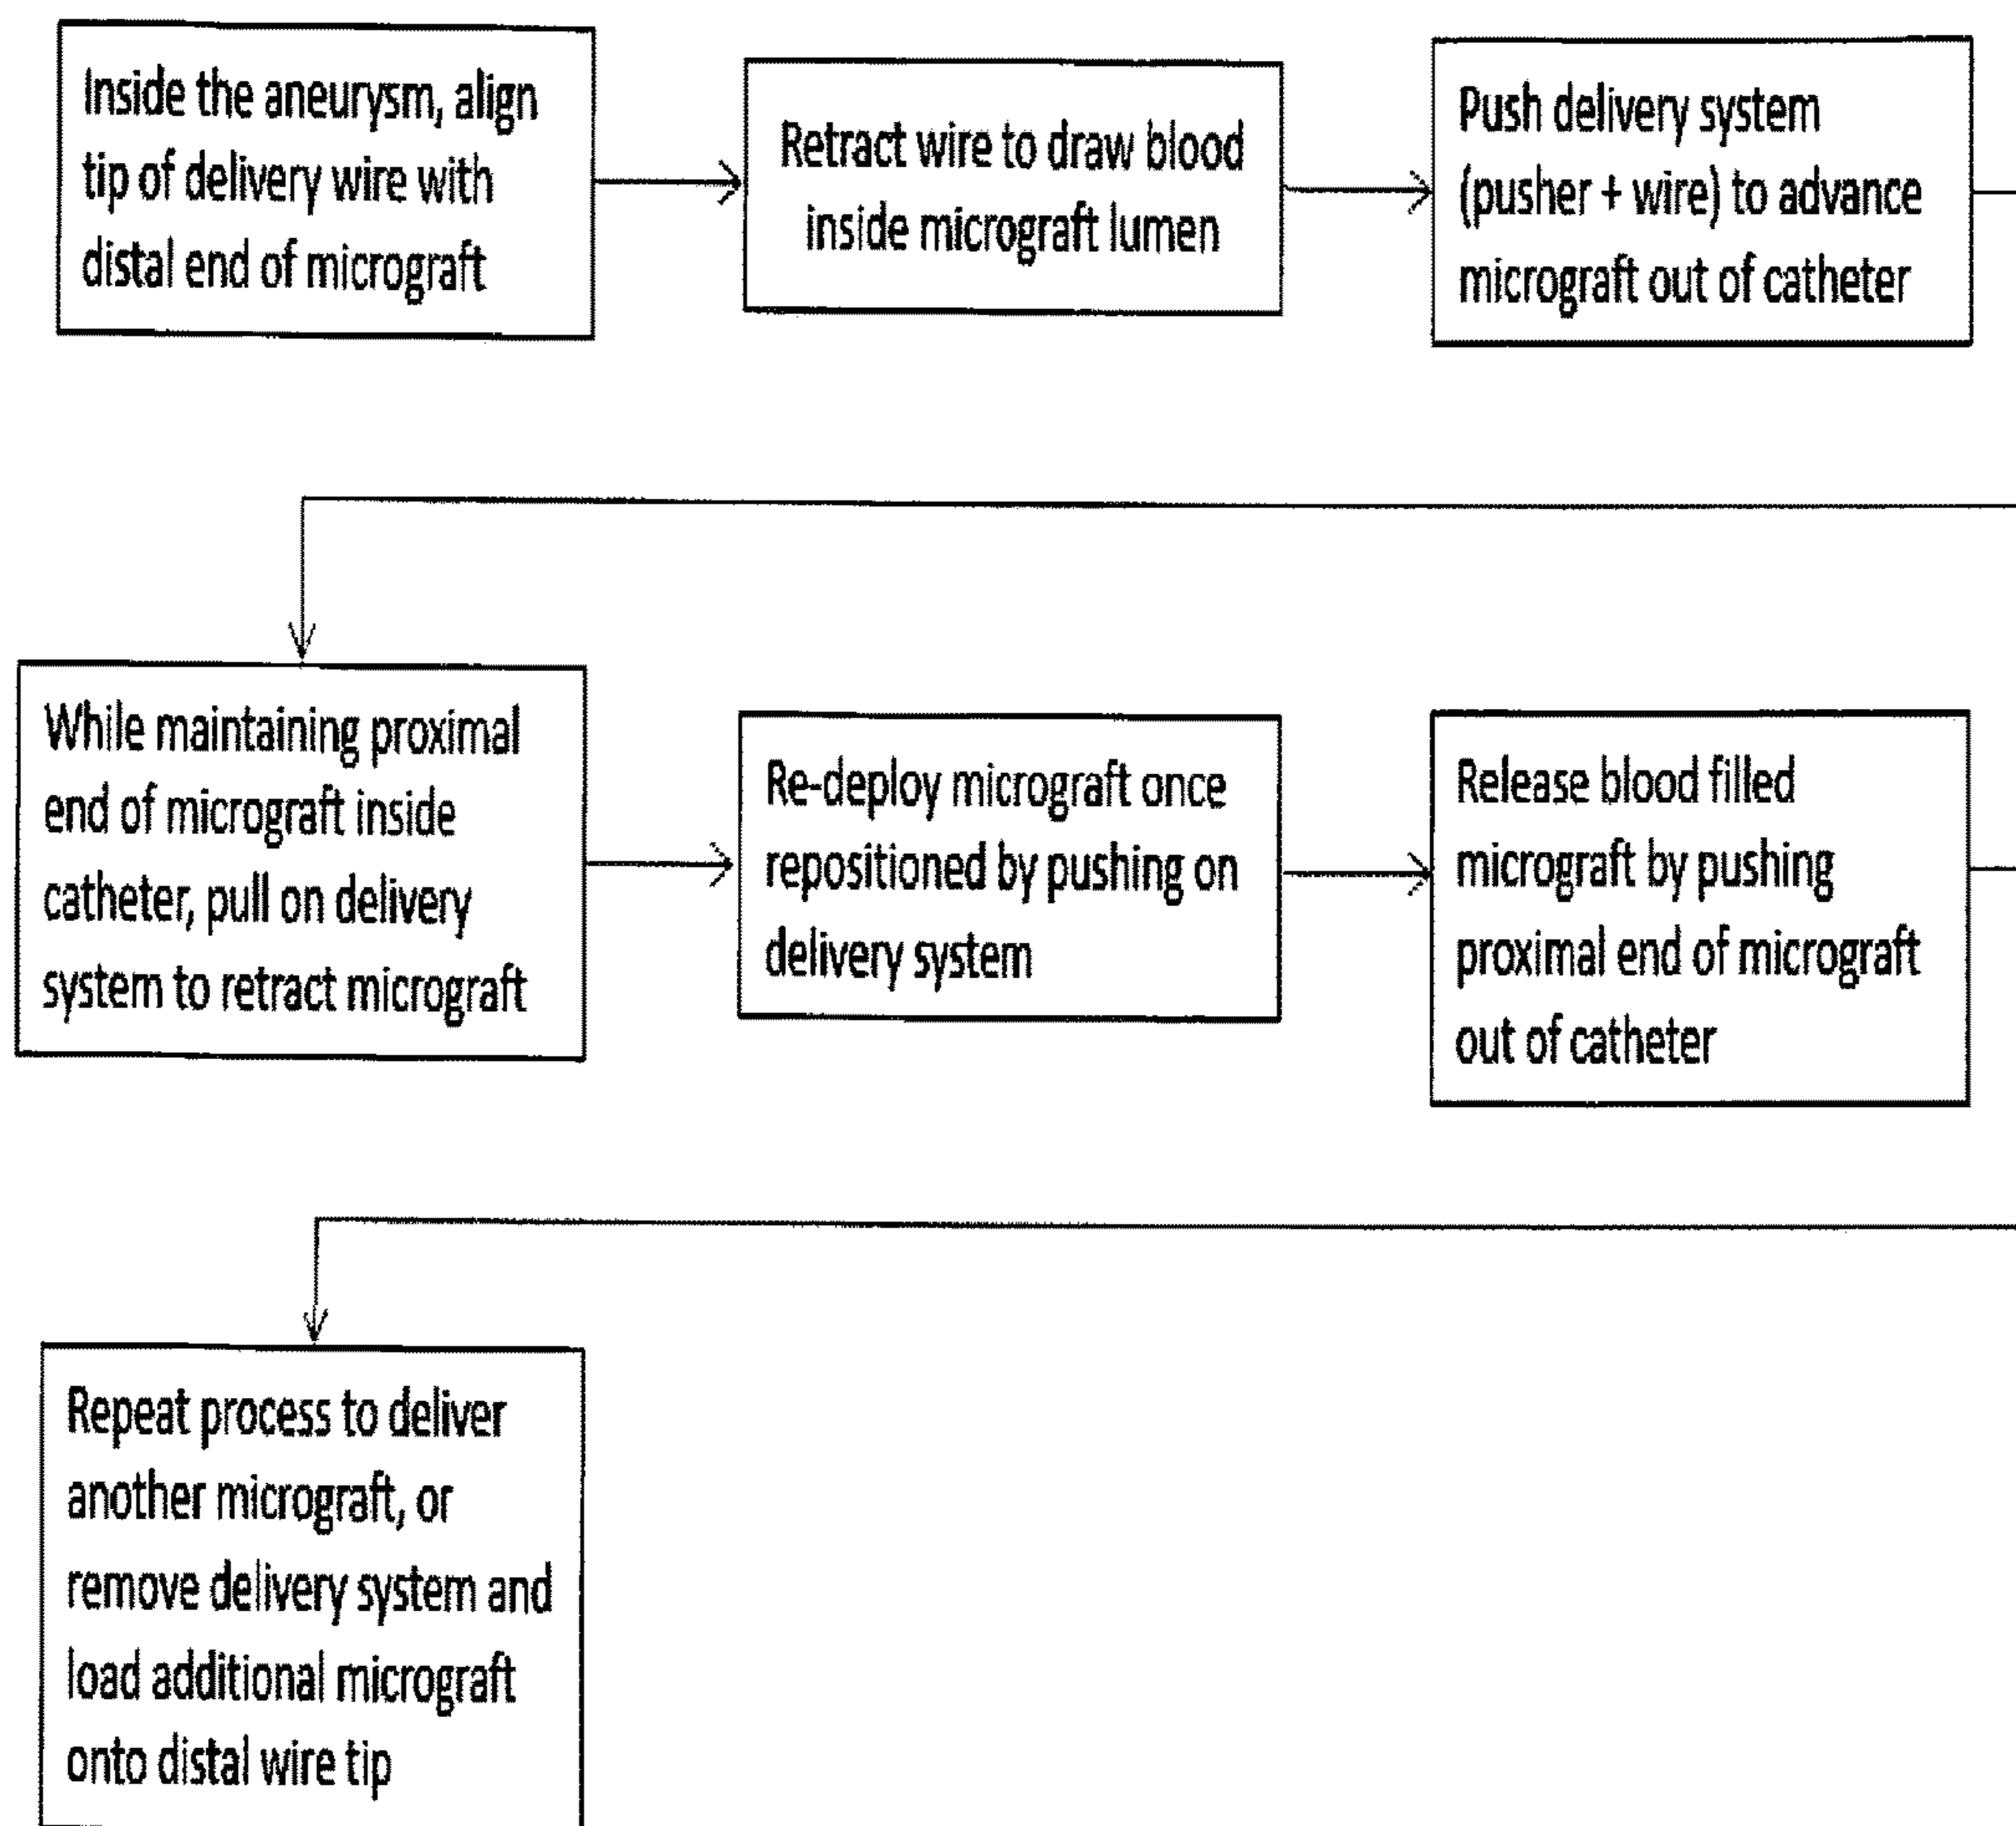 Inside the aneurysm, align
tip of delivery wire with
distal end of micrograft
Retract wire to draw blood
inside micrograft lumen
Push delivery system
(pusher + wire) to advance
micrograft out of catheter
While maintaining proximal
end of micrograft inside
catheter, pull on delivery
system to retract micrograft
Re-deploy micrograft once
repositioned by pushing on
delivery system
Release blood filled
micrograft by pushing
proximal end of micrograft
out of catheter
Repeat process to deliver
another micrograft, or
remove delivery system and
load additional micrograft
onto distal wire tip